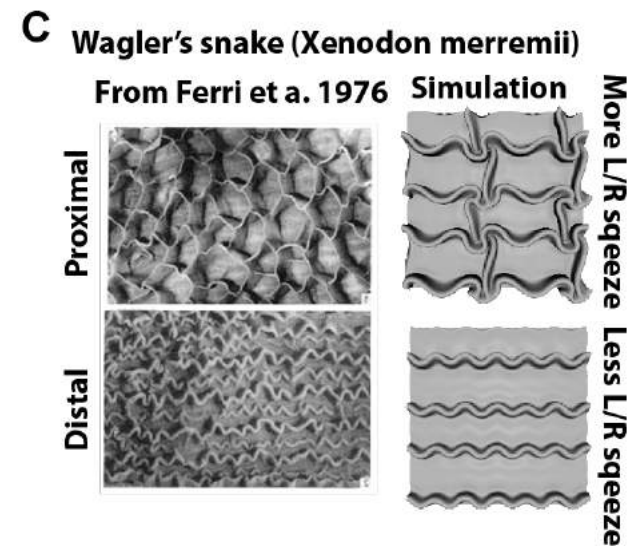 C
Wagler's snake (Xenodon merremii)
From Ferri et a. 1976
Simulation
Proximal
More L/R sqeeze
Distal
Less L/R sqeeze